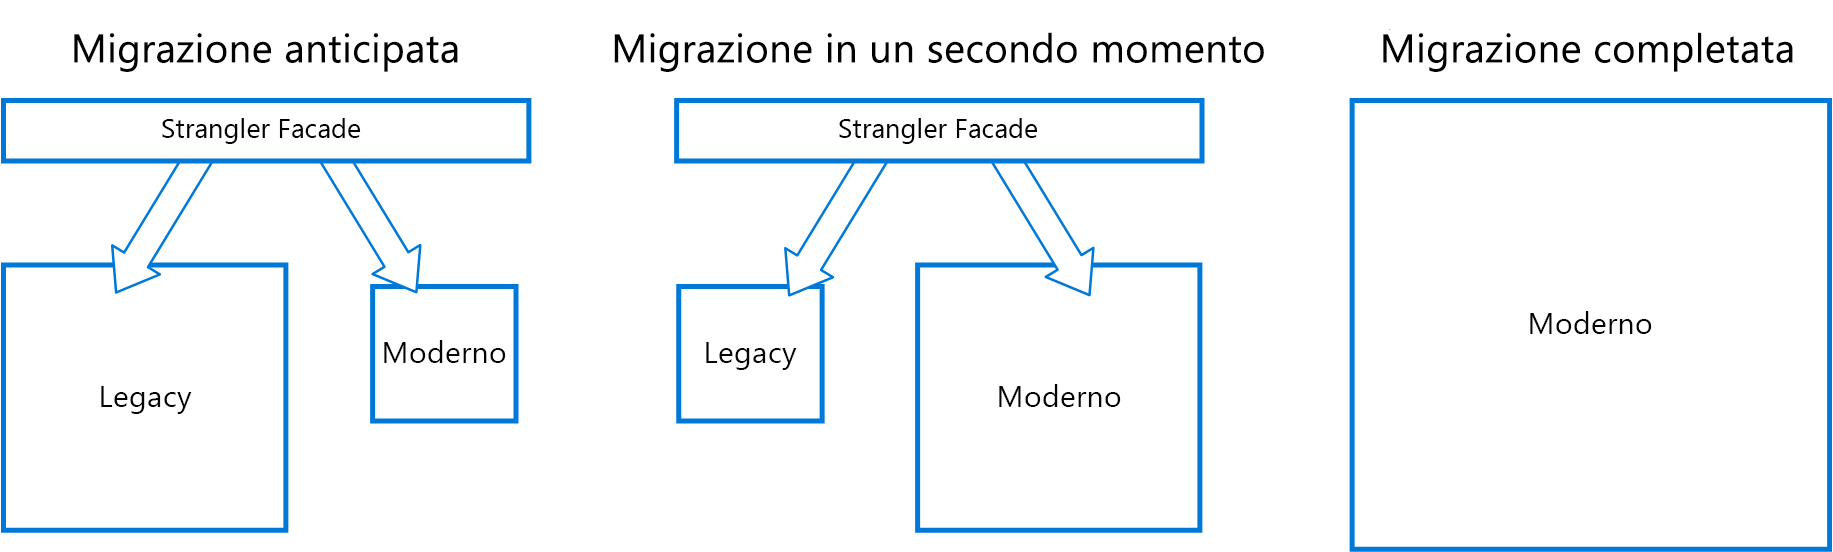 Migrazione anticipata
Strangler Facade
Legacy
Moderno
Migrazione in un secondo momento
Strangler Facade
Legacy
Moderno
Migrazione completata
Moderno